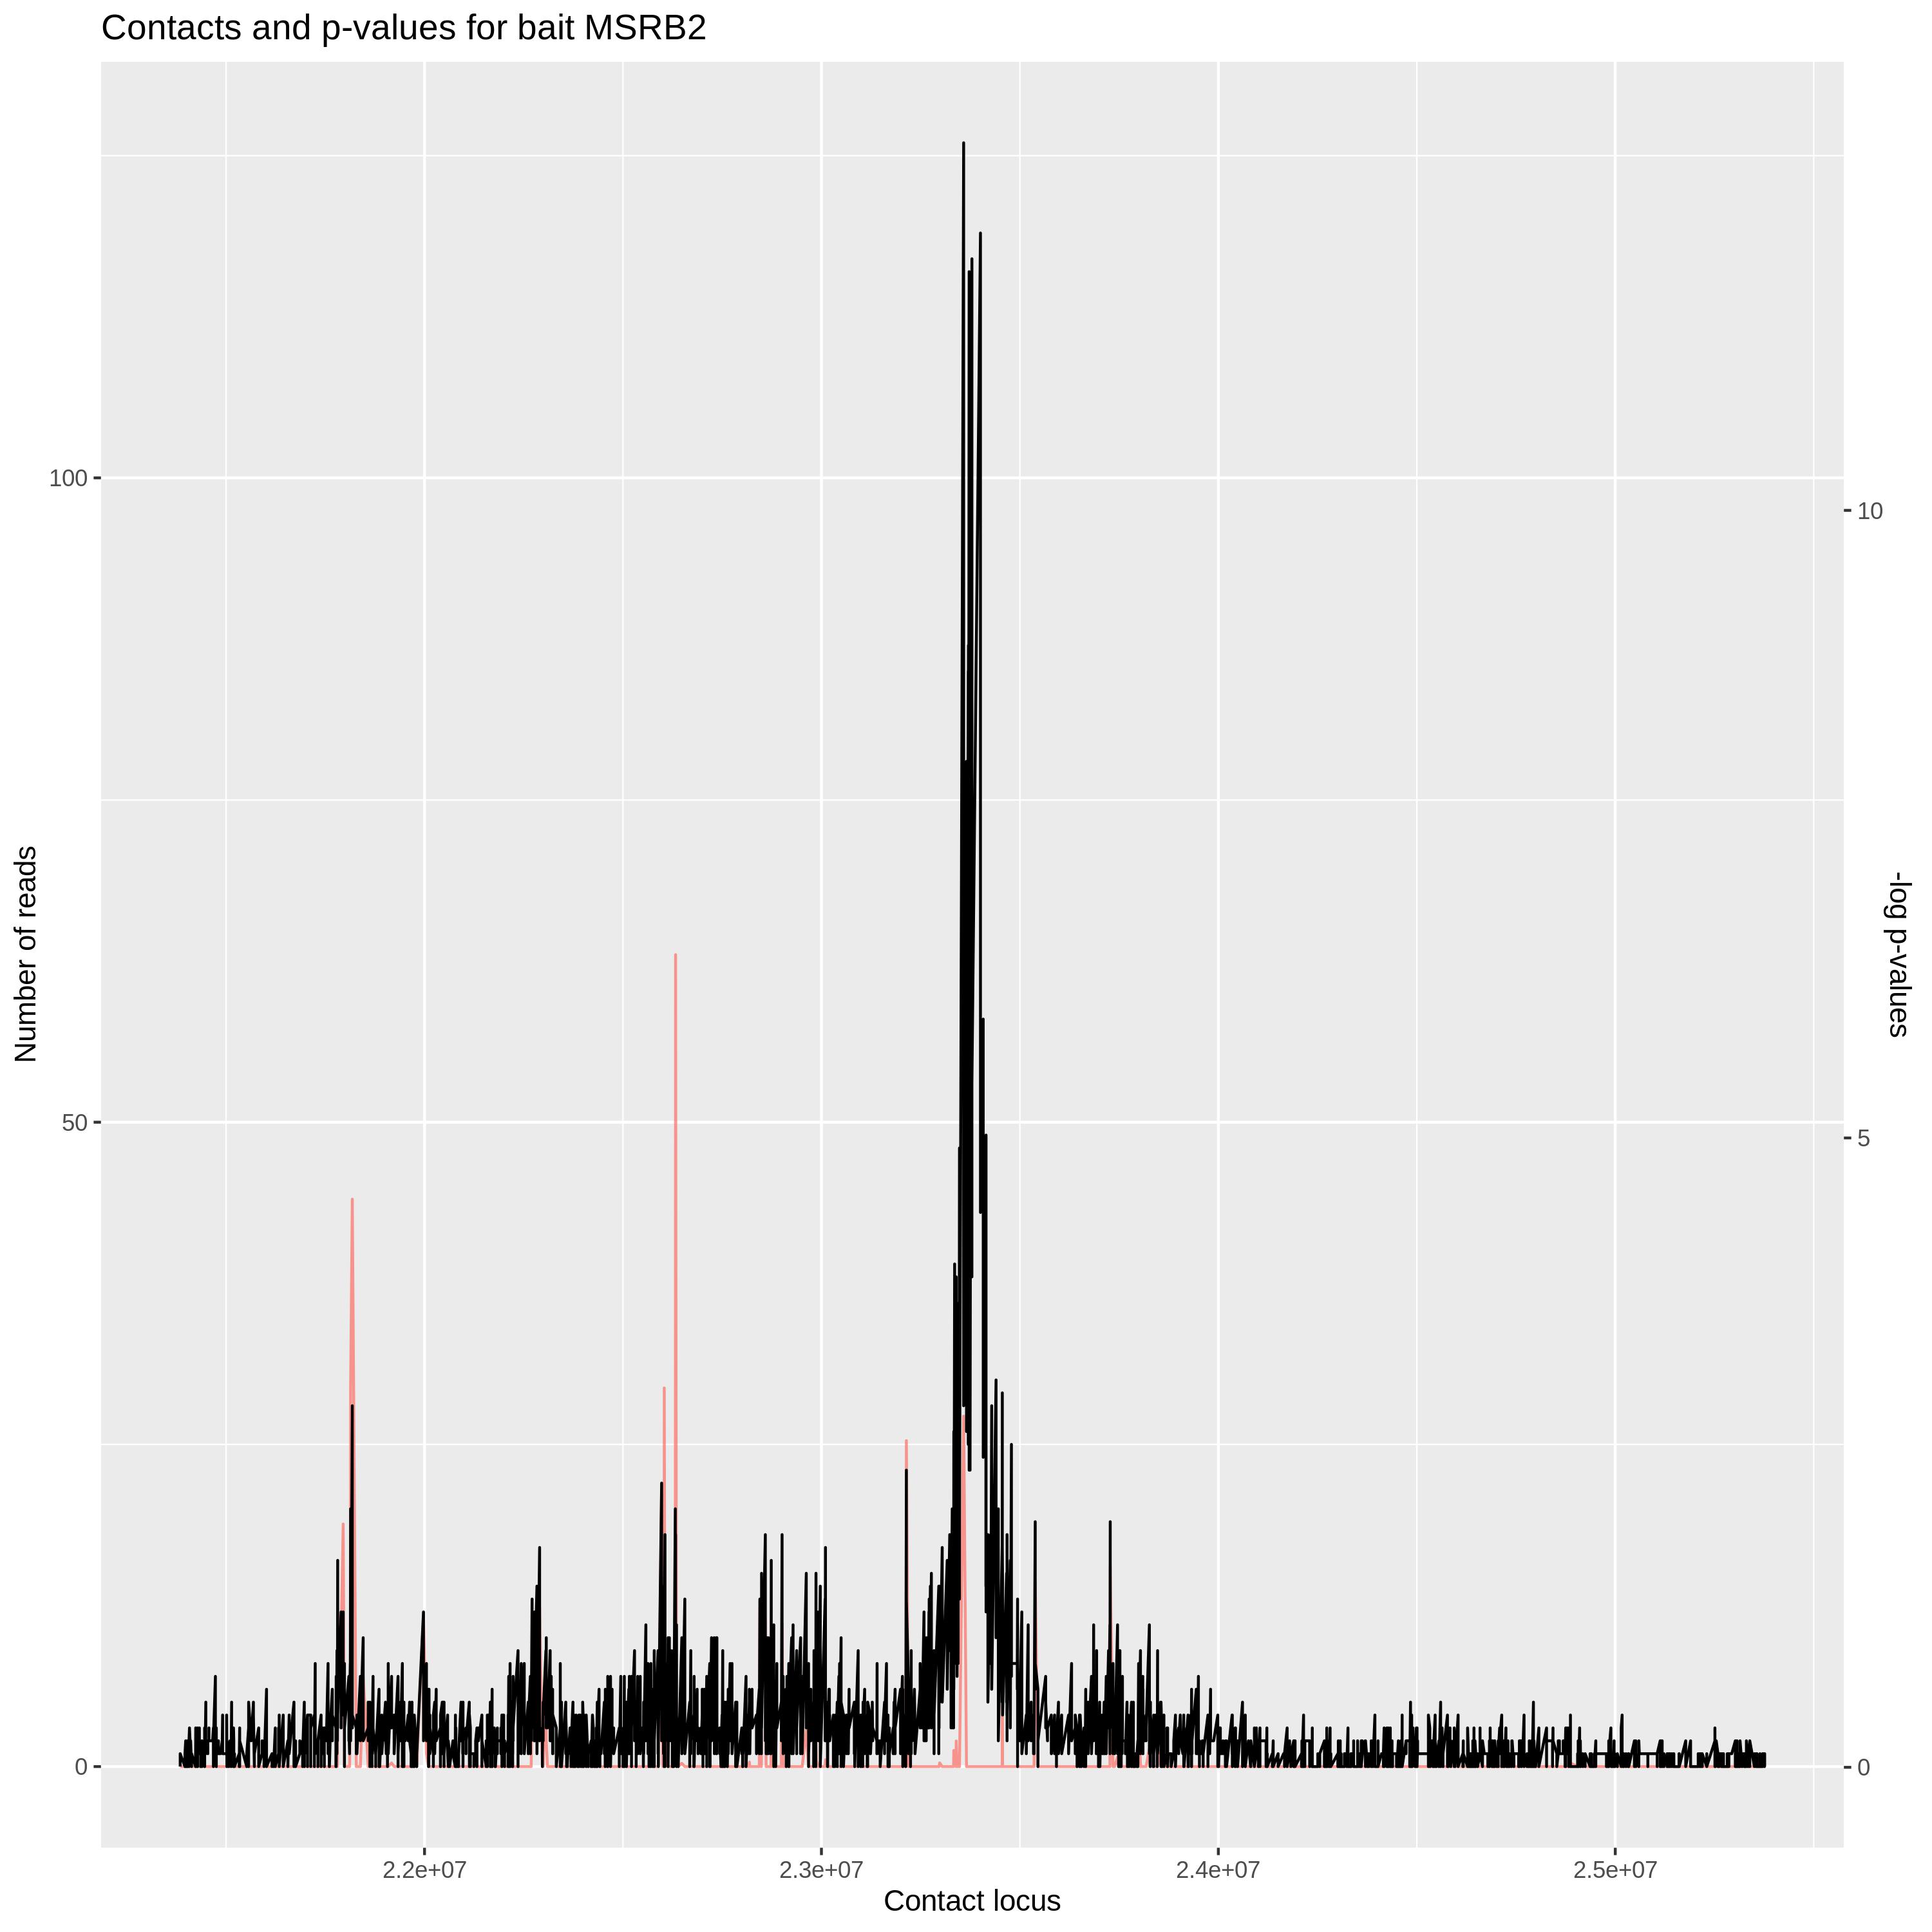 Contacts and p-values for bait MSRB2
100
50
0
Number of reads
10
5
0
-log p-values
2.2e+07
2.3e+07
2.4e+07
2.5e+07
Contact locus